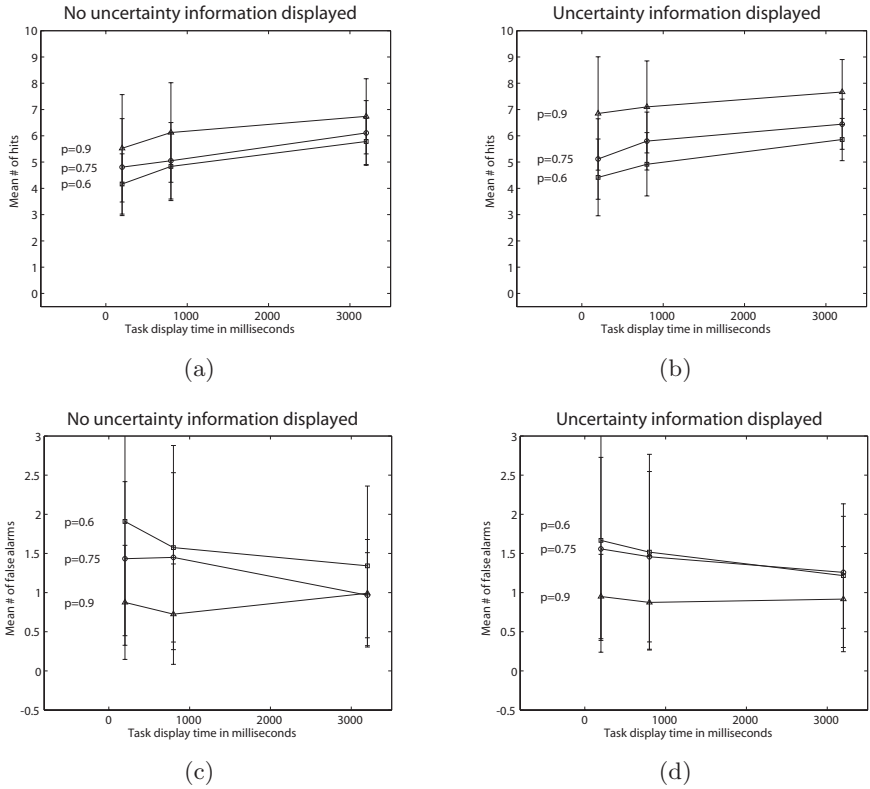 No uncertainty information displayed
10
9
8
7
6
5
4
3
2
1
0
Mean # of hits
p=0.9
p=0.75
p=0.6
0 1000 2000 3000
Task display time in milliseconds
(a)
Uncertainty information displayed
10
9
8
7
6
5
4
3
2
1
0
Mean # of hits
p=0.9
p=0.75
p=0.6
0 1000 2000 3000
Task display time in milliseconds
(b)
No uncertainty information displayed
3
2.5
2
1.5
1
0.5
0
-0.5
Mean # of false alarms
p=0.6
p=0.75
p=0.9
0 1000 2000 3000
Task display time in milliseconds
(c)
Uncertainty information displayed
3
2.5
2
1.5
1
0.5
0
-0.5
Mean # of false alarms
p=0.6
p=0.75
p=0.9
0 1000 2000 3000
Task display time in milliseconds
(d)